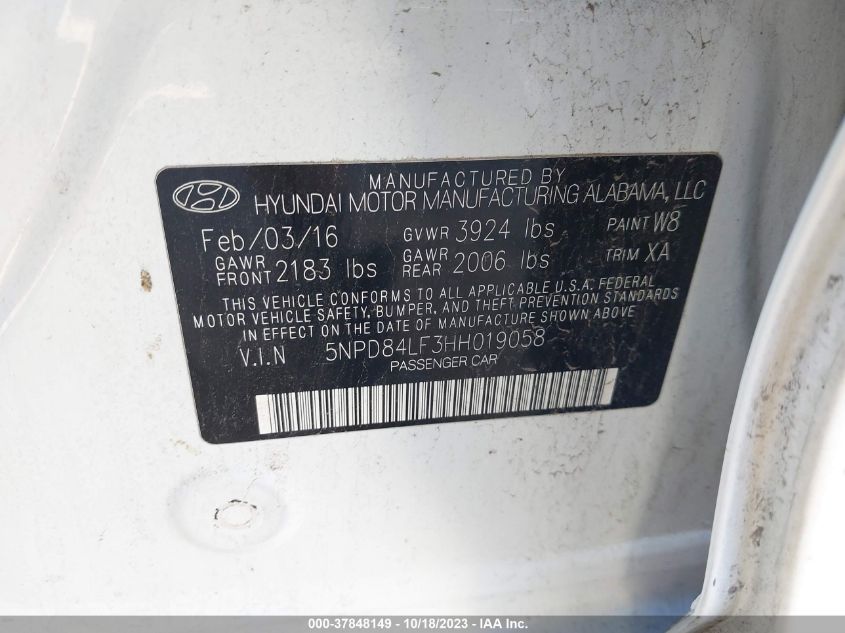 MANUFACTURED BY
HYUNDAI MOTOR MANUFACTURING ALABAMA, LLC
Feb/03/16 GVWR 3924 lbs PAINT W8
GAWR FRONT 2183 lbs GAWR REAR 2006 lbs TRIM XA
THIS VEHICLE CONFORMS TO ALL APPLICABLE U.S.A. FEDERAL
MOTOR VEHICLE SAFETY, BUMPER, AND THEFT PREVENTION STANDARDS
IN EFFECT ON THE DATE OF MANUFACTURE SHOWN ABOVE.
V.I.N 5NPD84LF3HH019058
PASSENGER CAR
000-37848149 - 10/18/2023 - IAA Inc.